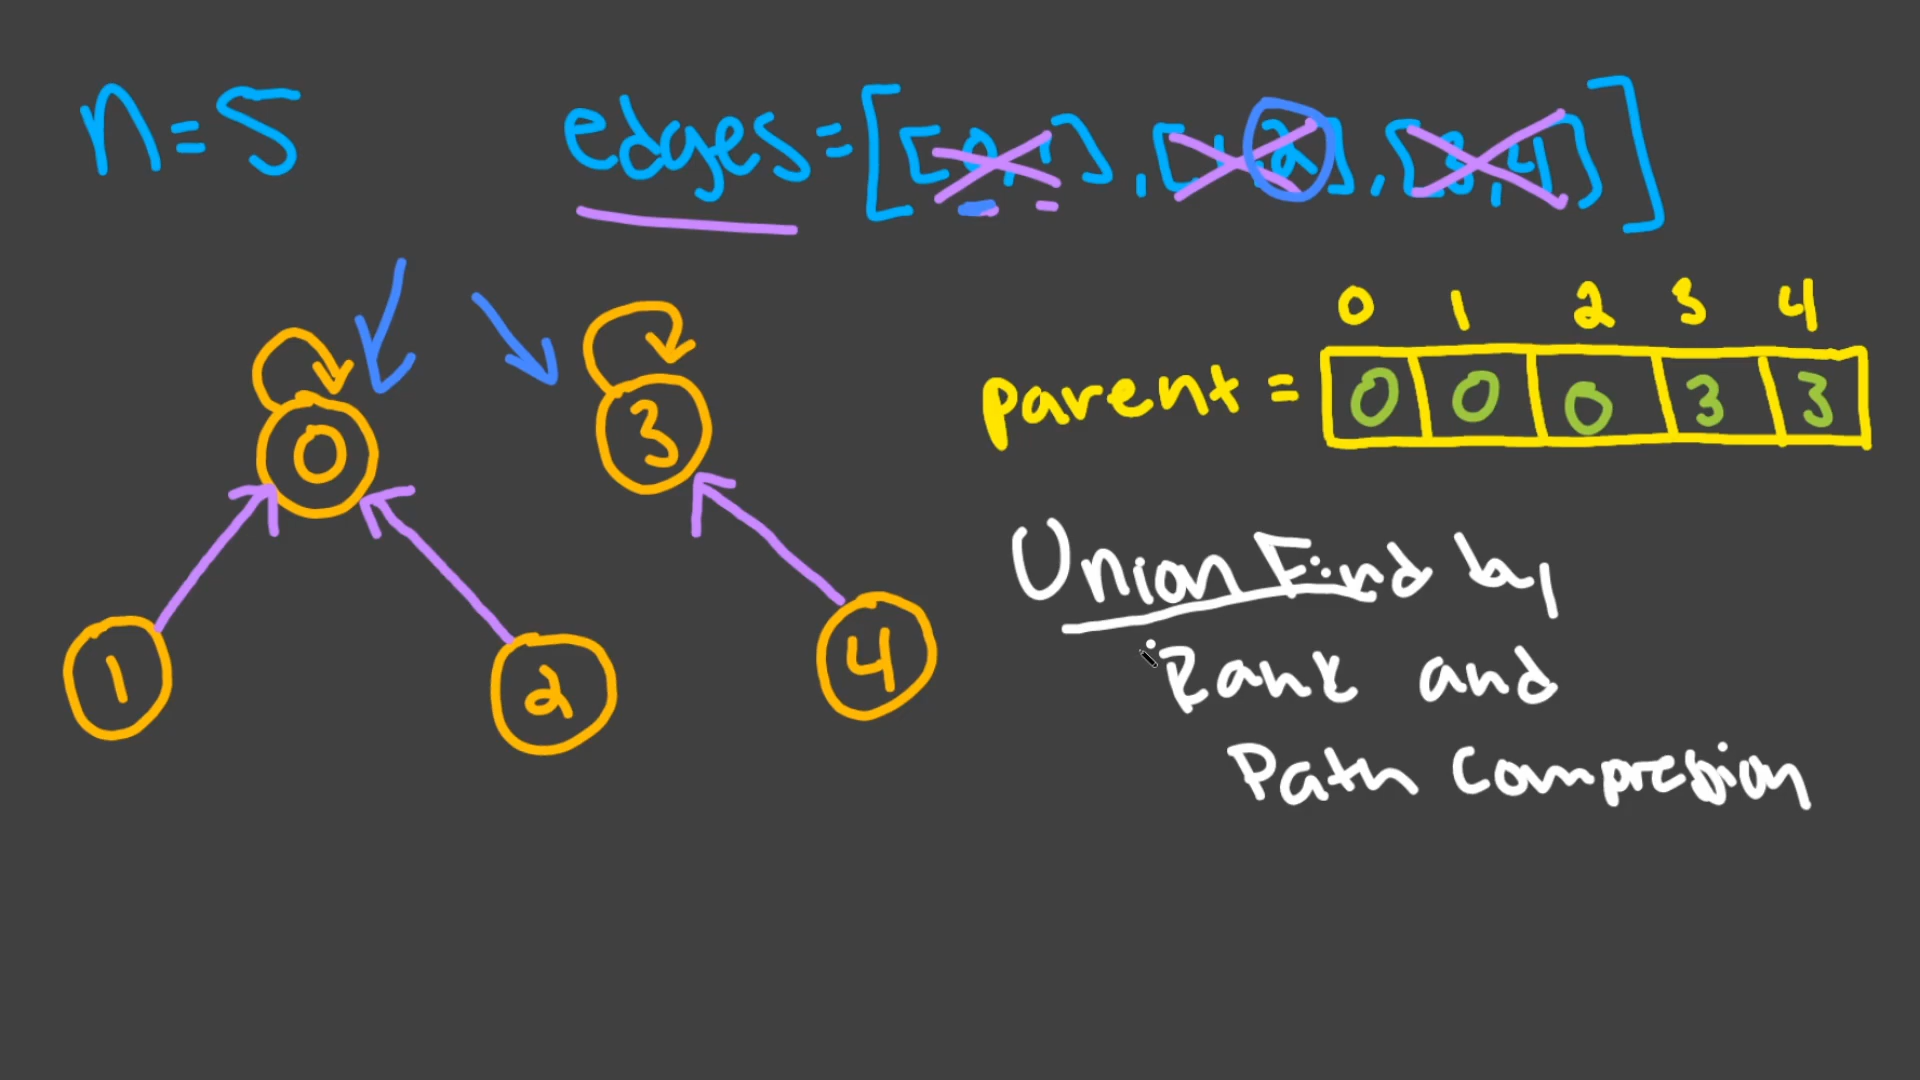 n=5
edges=[[0,1],[1,2],[3,4]]
0 1 2 3 4
parent = 0 0 0 3 3
0
3
1
2
4
Union Find by
Rank and
Path Compresion